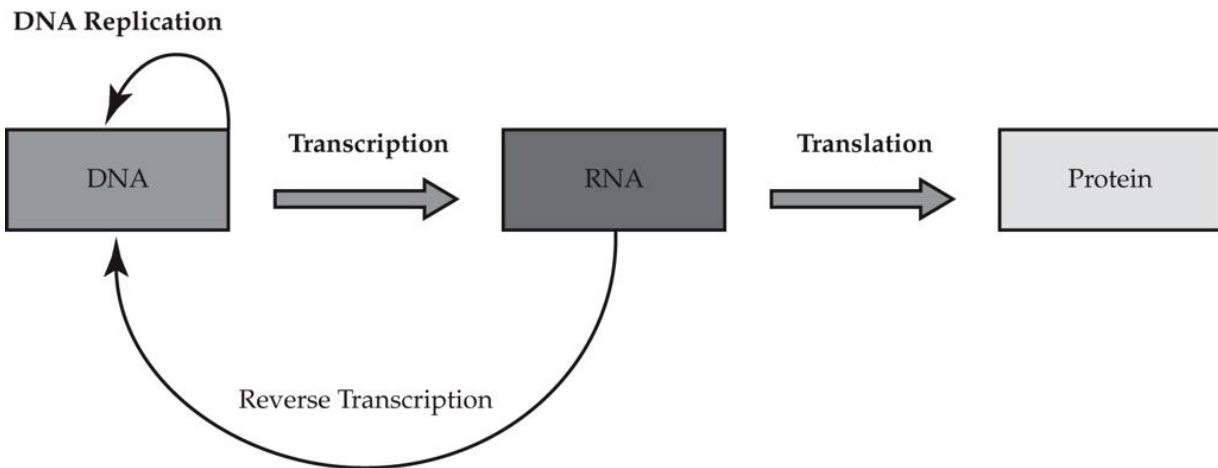 DNA Replication
Transcription
Translation
DNA
RNA
Protein
Reverse Transcription